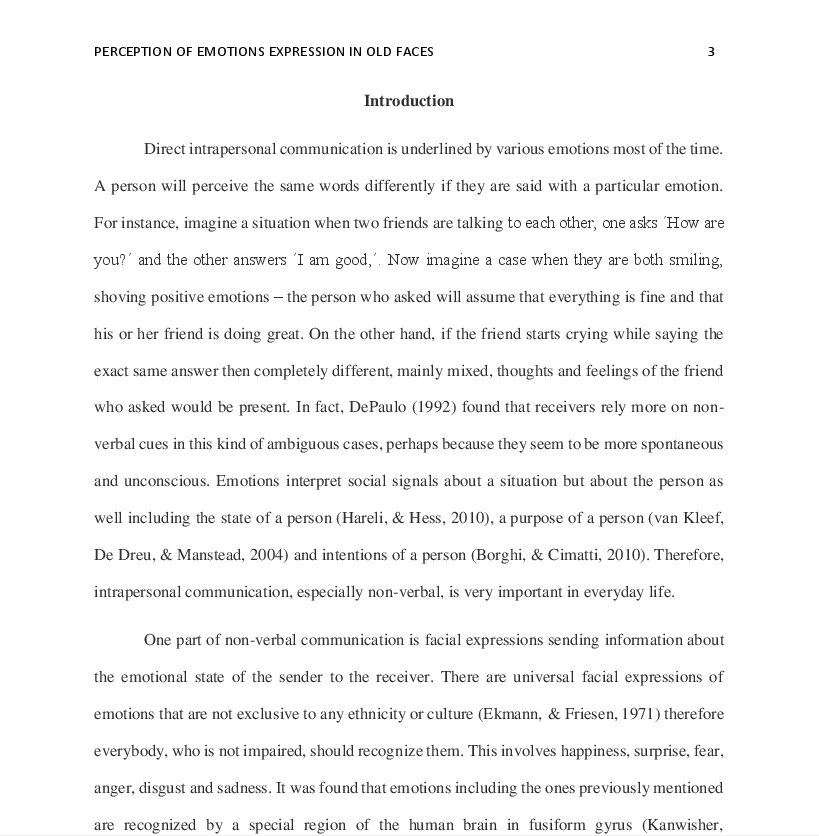 PERCEPTION OF EMOTIONS EXPRESSION IN OLD FACES 3
Introduction
Direct intrapersonal communication is underlined by various emotions most of the time.
A person will perceive the same words differently if they are said with a particular emotion.
For instance, imagine a situation when two friends are talking to each other, one asks ´How are
you?´ and the other answers ´I am good,´. Now imagine a case when they are both smiling,
shoving positive emotions – the person who asked will assume that everything is fine and that
his or her friend is doing great. On the other hand, if the friend starts crying while saying the
exact same answer then completely different, mainly mixed, thoughts and feelings of the friend
who asked would be present. In fact, DePaulo (1992) found that receivers rely more on non-
verbal cues in this kind of ambiguous cases, perhaps because they seem to be more spontaneous
and unconscious. Emotions interpret social signals about a situation but about the person as
well including the state of a person (Hareli, & Hess, 2010), a purpose of a person (van Kleef,
De Dreu, & Manstead, 2004) and intentions of a person (Borghi, & Cimatti, 2010). Therefore,
intrapersonal communication, especially non-verbal, is very important in everyday life.
One part of non-verbal communication is facial expressions sending information about
the emotional state of the sender to the receiver. There are universal facial expressions of
emotions that are not exclusive to any ethnicity or culture (Ekmann, & Friesen, 1971) therefore
everybody, who is not impaired, should recognize them. This involves happiness, surprise, fear,
anger, disgust and sadness. It was found that emotions including the ones previously mentioned
are recognized by a special region of the human brain in fusiform gyrus (Kanwisher,